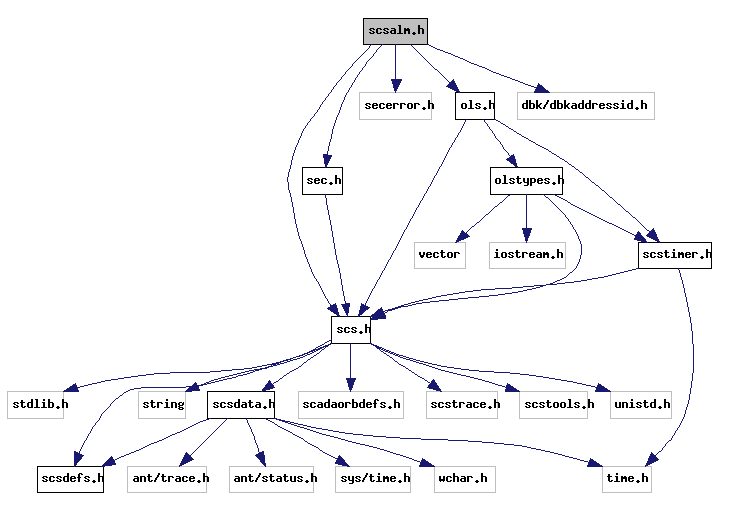 scsalm.h
secerror.h
ols.h
dbk/dbkaddressid.h
sec.h
olstypes.h
vector
iostream.h
scstimer.h
scs.h
stdlib.h
string
scsdata.h
scadaorbdefs.h
scstrace.h
scstools.h
unistd.h
scsdefs.h
ant/trace.h
ant/status.h
sys/time.h
wchar.h
time.h